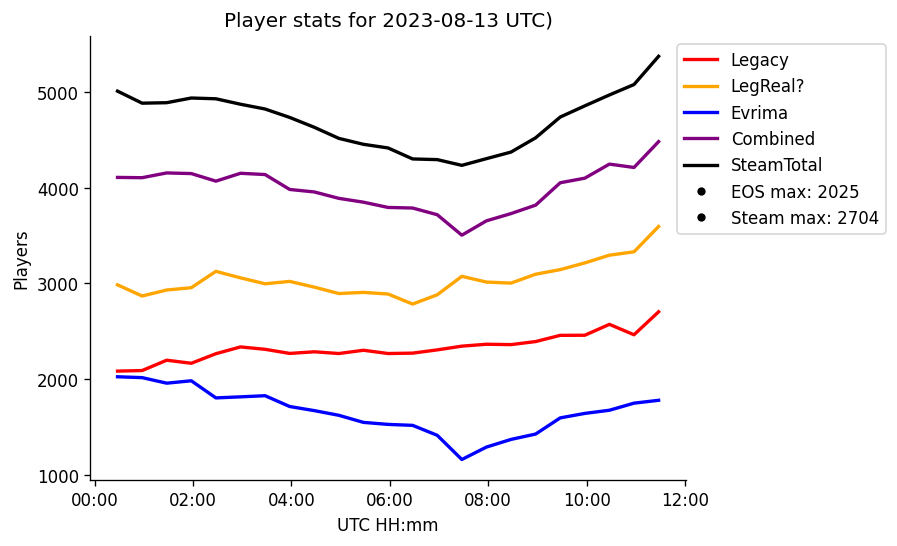 Player stats for 2023-08-13 UTC)
Legacy
LegReal?
Evrima
Combined
SteamTotal
EOS max: 2025
Steam max: 2704
Players
5000
4000
3000
2000
1000
00:00 02:00 04:00 06:00 08:00 10:00 12:00
UTC HH:mm